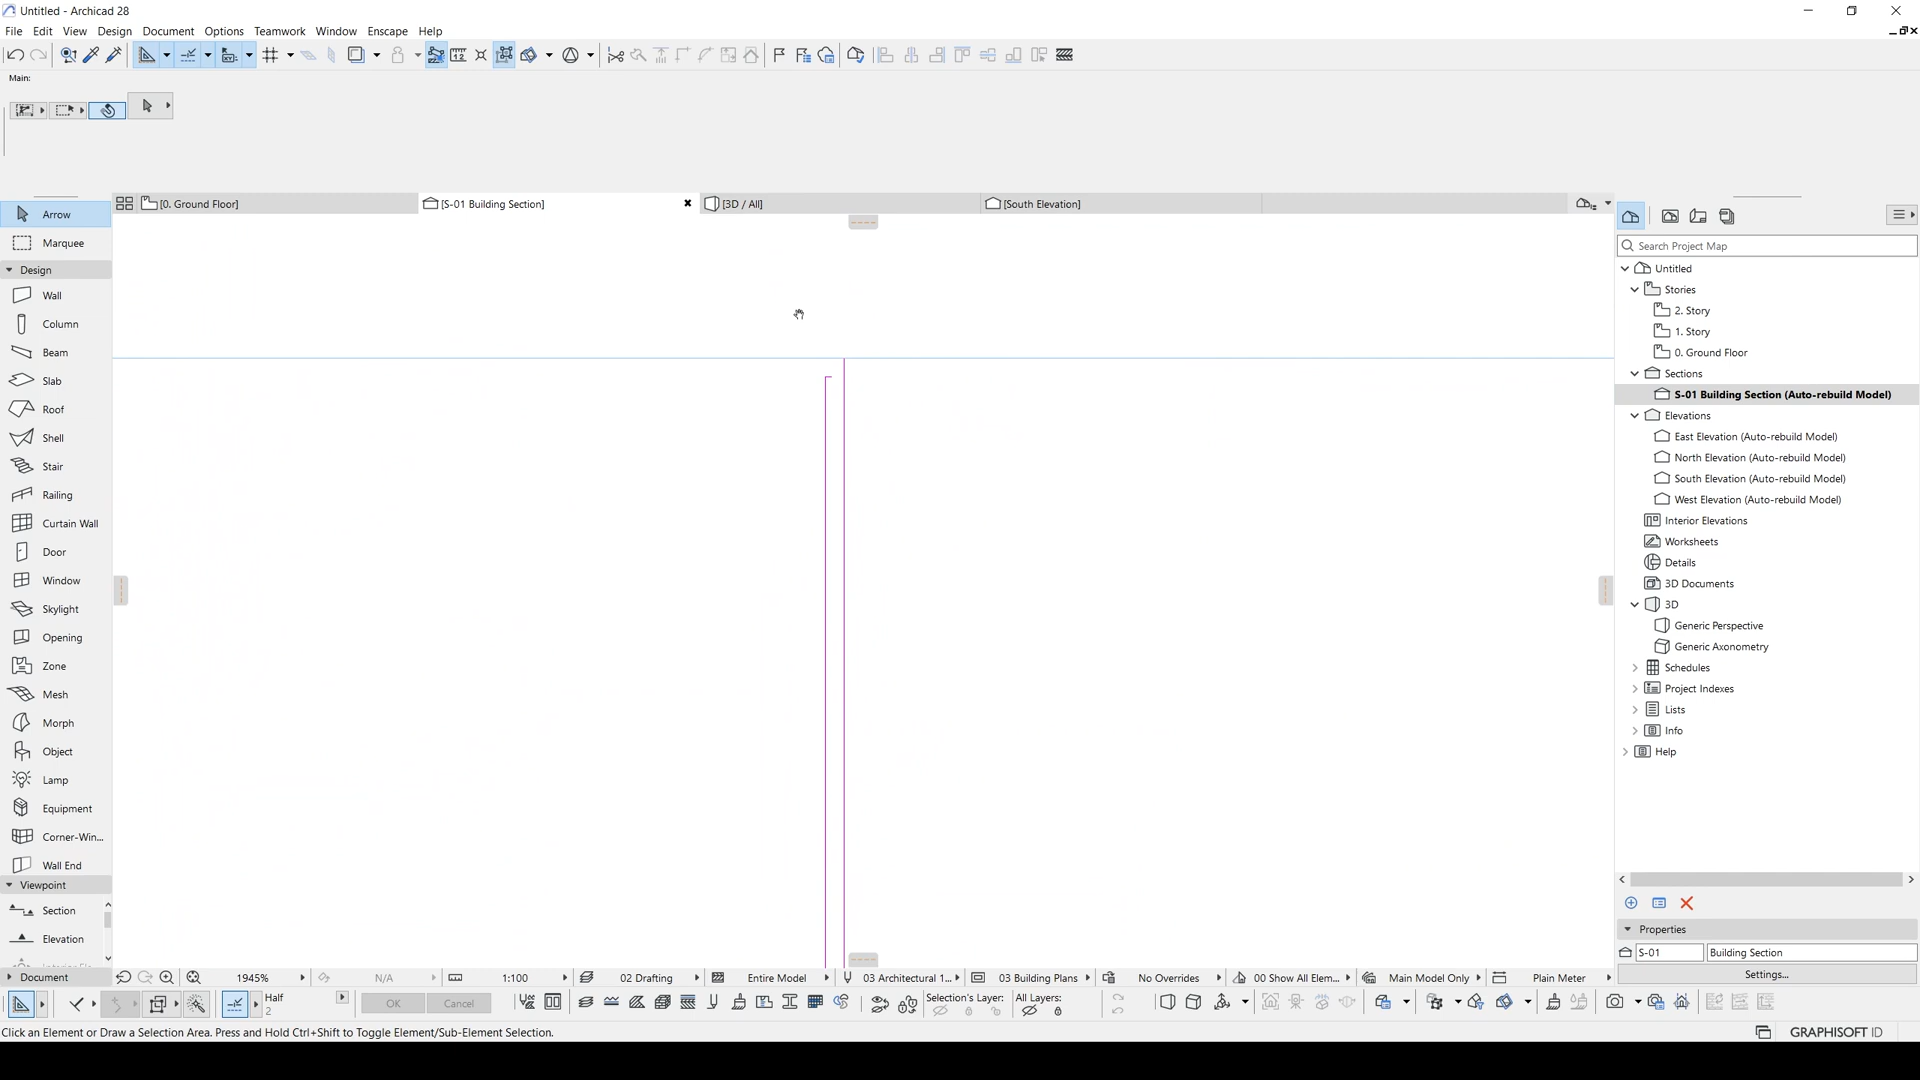 Untitled - Archicad 28
File Edit View Design Document Options Teamwork Window Enscape Help
Main:
[0. Ground Floor]
[S-01 Building Section]
[3D / All]
[South Elevation]
Arrow
Marquee
Design
Wall
Column
Beam
Slab
Roof
Shell
Stair
Railing
Curtain Wall
Door
Window
Skylight
Opening
Zone
Mesh
Morph
Object
Lamp
Equipment
Corner-Win...
Wall End
Viewpoint
Section
Elevation
Document
Search Project Map
Untitled
Stories
2. Story
1. Story
0. Ground Floor
Sections
S-01 Building Section (Auto-rebuild Model)
Elevations
East Elevation (Auto-rebuild Model)
North Elevation (Auto-rebuild Model)
South Elevation (Auto-rebuild Model)
West Elevation (Auto-rebuild Model)
Interior Elevations
Worksheets
Details
3D Documents
3D
Generic Perspective
Generic Axonometry
Schedules
Project Indexes
Lists
Info
Help
Properties
S-01 Building Section
Settings...
1945% N/A 1:100 02 Drafting Entire Model 03 Architectural 1... 03 Building Plans No Overrides 00 Show All Elem... Main Model Only Plain Meter
Half
2
OK Cancel
Selection's Layer: All Layers:
Click an Element or Draw a Selection Area. Press and Hold Ctrl+Shift to Toggle Element/Sub-Element Selection.
GRAPHISOFT ID